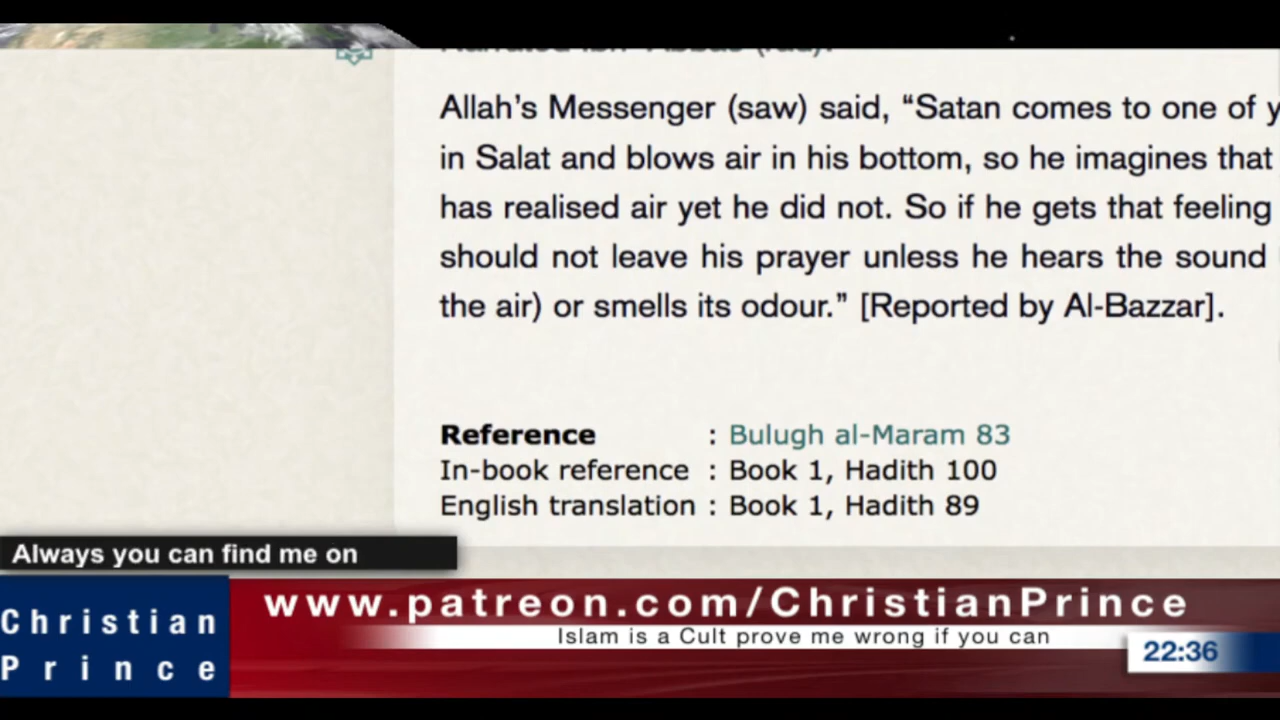 Allah's Messenger (saw) said, “Satan comes to one of
in Salat and blows air in his bottom, so he imagines that
has realised air yet he did not. So if he gets that feeling
should not leave his prayer unless he hears the sound
the air) or smells its odour.” [Reported by Al-Bazzar].
Reference : Bulugh al-Maram 83
In-book reference : Book 1, Hadith 100
English translation : Book 1, Hadith 89
Always you can find me on
Christian
Prince
www.patreon.com/ChristianPrince
Islam is a Cult prove me wrong if you can
22:36